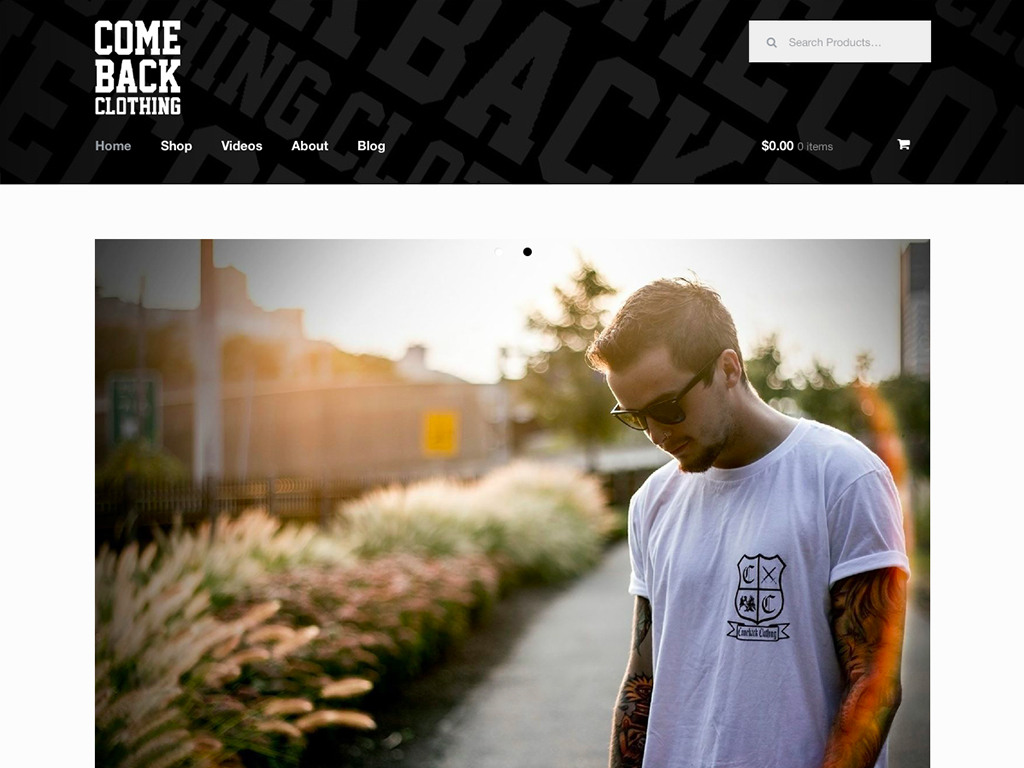 COME
BACK
CLOTHING
Search Products...
Home
Shop
Videos
About
Blog
$0.00 0 items
C
C
Comeback Clothing